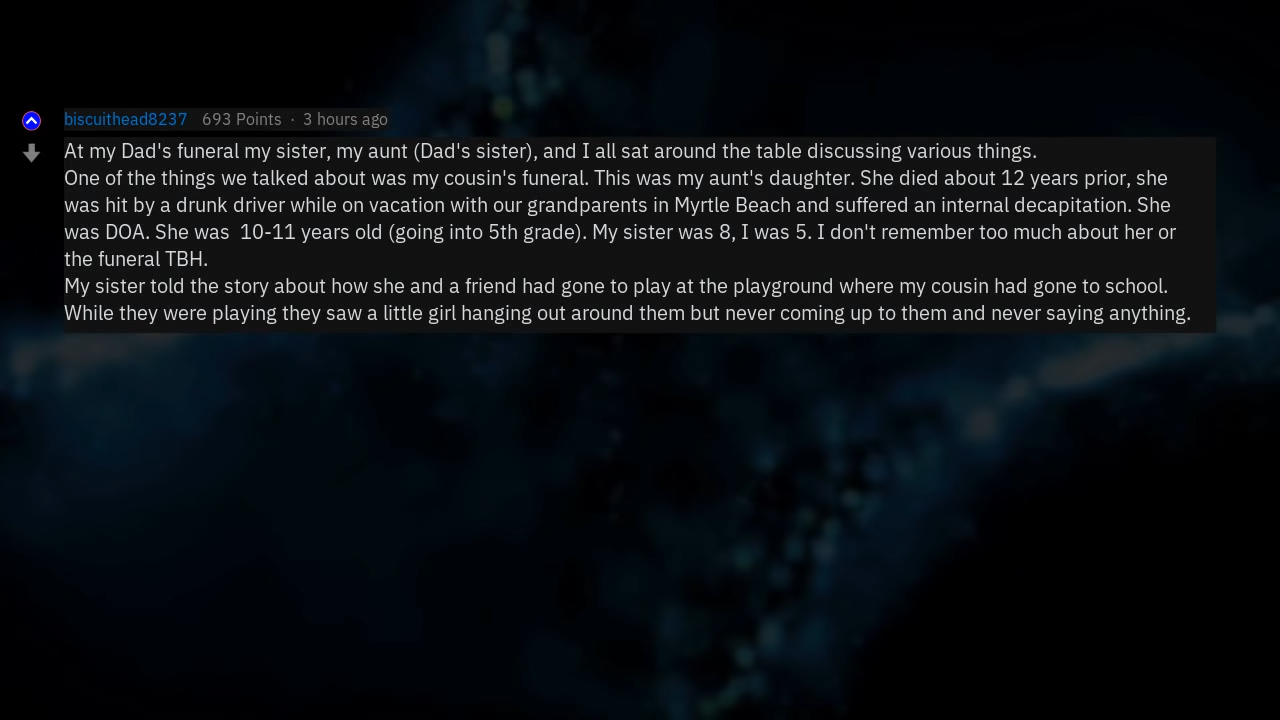 biscuithead8237 693 Points · 3 hours ago
At my Dad's funeral my sister, my aunt (Dad's sister), and I all sat around the table discussing various things.
One of the things we talked about was my cousin's funeral. This was my aunt's daughter. She died about 12 years prior, she
was hit by a drunk driver while on vacation with our grandparents in Myrtle Beach and suffered an internal decapitation. She
was DOA. She was  10-11 years old (going into 5th grade). My sister was 8, I was 5. I don't remember too much about her or
the funeral TBH.
My sister told the story about how she and a friend had gone to play at the playground where my cousin had gone to school.
While they were playing they saw a little girl hanging out around them but never coming up to them and never saying anything.